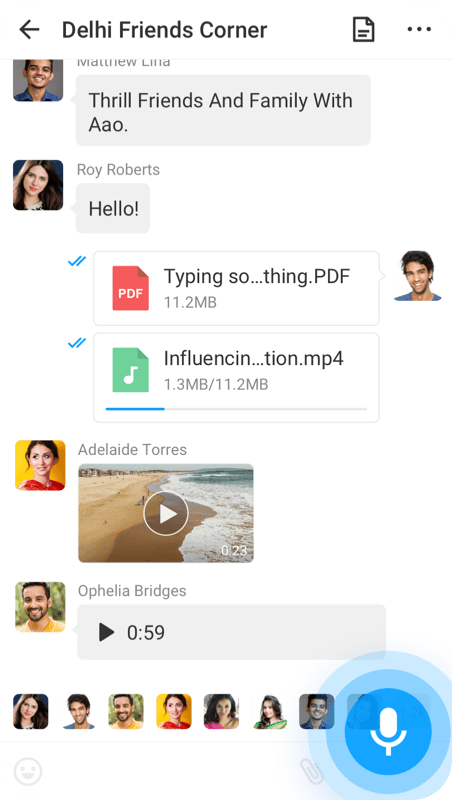 Delhi Friends Corner
Matthew Lina
Thrill Friends And Family With
Aao.
Roy Roberts
Hello!
PDF
Typing so...thing.PDF
11.2MB
Influencin...tion.mp4
1.3MB/11.2MB
Adelaide Torres
0:23
Ophelia Bridges
0:59